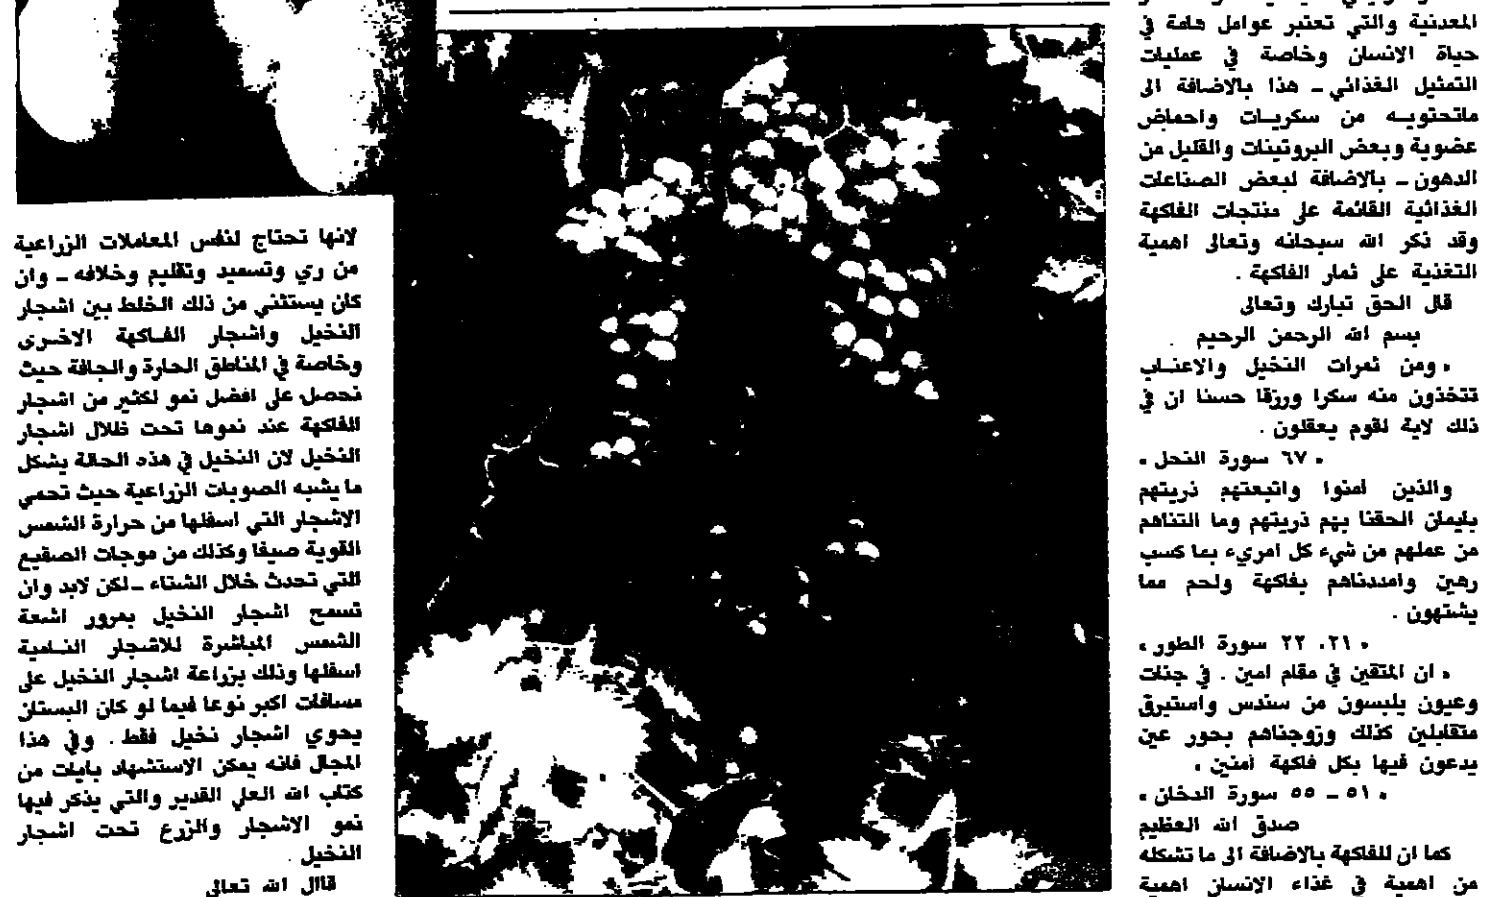 المعدنية والتي تعتبر عوامل هامة في
حياة الانسان وخاصة في عمليات
التمثيل الغذائي ـ هذا بالاضافة الى
ماتحتويه من سكريات واحماض
عضوية وبعض البروتينات والقليل من
الدهون ـ بالاضافة لبعض الصناعات
الغذائية القائمة على منتجات الفاكهة
وقد ذكر الله سبحانه وتعالى اهمية
التغذية على ثمار الفاكهة .
قال الحق تبارك وتعالى
بسم الله الرحمن الرحيم .
« ومن ثمرات النخيل والاعناب
تتخذون منه سكرا ورزقا حسنا ان في
ذلك لاية لقوم يعقلون .
« ٦٧ سورة النحل »
والذين امنوا واتبعتهم ذريتهم
بايمان الحقنا بهم ذريتهم وما التناهم
من عملهم من شيء كل امريء بما كسب
رهين وامددناهم بفاكهة ولحم مما
يشتهون .
« ٢١، ٢٢ سورة الطور »
« ان المتقين في مقام امين . في جنات
وعيون يلبسون من سندس واستبرق
متقابلين كذلك وزوجناهم بحور عين
يدعون فيها بكل فاكهة امنين »
« ٥١ ـ ٥٥ سورة الدخان »
صدق الله العظيم
كما ان للفاكهة بالاضافة الى ما تشكله
من اهمية في غذاء الانسان اهمية
لانها تحتاج لنفس المعاملات الزراعية
من ري وتسميد وتقليم وخلافه ـ وان
كان يستثني من ذلك الخلط بين اشجار
النخيل واشجار الفاكهة الاخرى
وخاصة في المناطق الحارة والجافة حيث
نحصل على افضل نمو لكثير من اشجار
الفاكهة عند نموها تحت ظلال اشجار
النخيل لان النخيل في هذه الحالة يشكل
ما يشبه الصوبات الزراعية حيث تحمي
الاشجار التي اسفلها من حرارة الشمس
القوية صيفا وكذلك من موجات الصقيع
التي تحدث خلال الشتاء ـ لكن لابد وان
تسمح اشجار النخيل بمرور اشعة
الشمس المباشرة للاشجار النامية
اسفلها وذلك بزراعة اشجار النخيل على
مسافات اكبر نوعا فيما لو كان البستان
يحوي اشجار نخيل فقط . وفي هذا
المجال فانه يمكن الاستشهاد بايات من
كتاب الله العلي القدير والتي يذكر فيها
نمو الاشجار والزرع تحت اشجار
النخيل .
قاال الله تعالى